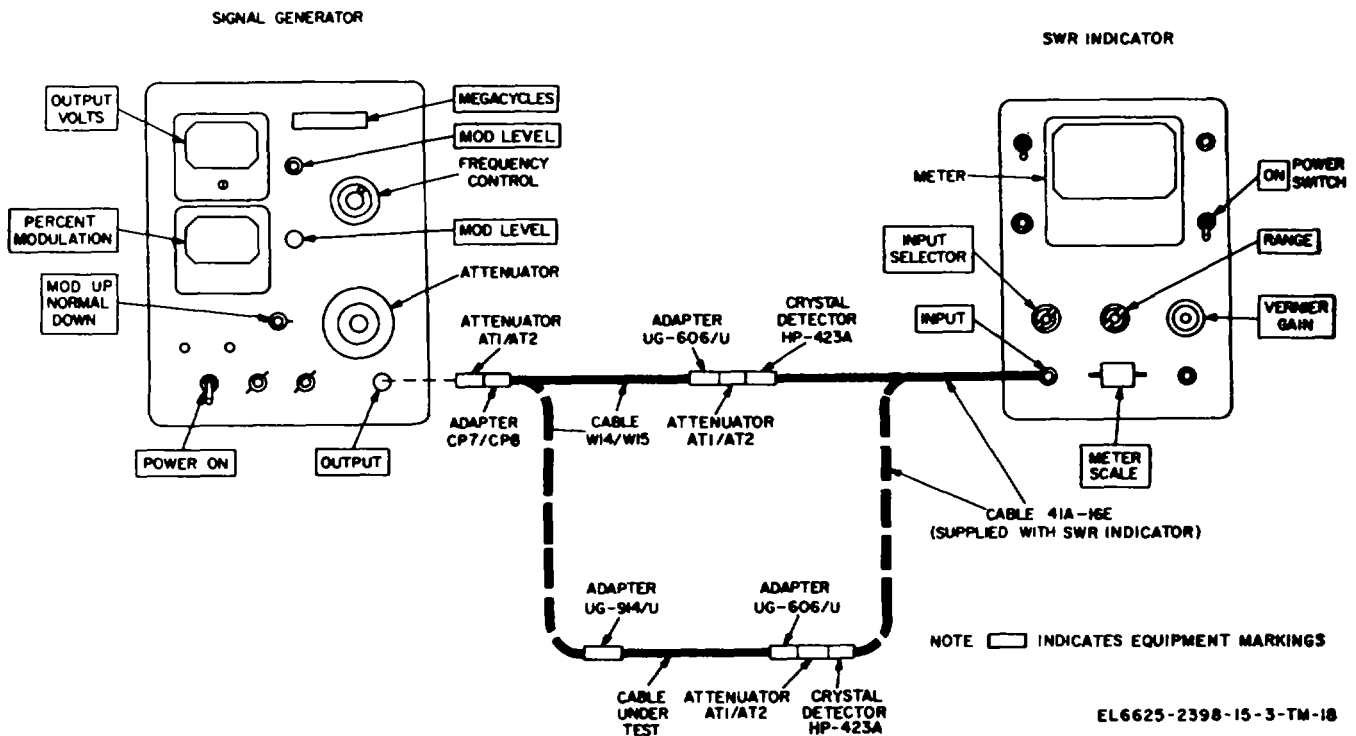 SIGNAL GENERATOR
SWR INDICATOR
OUTPUT
VOLTS
MEGACYCLES
MOD LEVEL
FREQUENCY
CONTROL
PERCENT
MODULATION
MOD LEVEL
MOD UP
NORMAL
DOWN
ATTENUATOR
ATTENUATOR
AT1/AT2
ADAPTER
UG-606/U
CRYSTAL
DETECTOR
HP-423A
METER
ON
POWER
SWITCH
INPUT
SELECTOR
RANGE
INPUT
VERNIER
GAIN
POWER ON
OUTPUT
ADAPTER
CP7/CP8
CABLE
W14/W15
ATTENUATOR
AT1/AT2
METER
SCALE
CABLE 41A-16E
(SUPPLIED WITH SWR INDICATOR)
ADAPTER
UG-914/U
ADAPTER
UG-606/U
NOTE INDICATES EQUIPMENT MARKINGS
CABLE
UNDER
TEST
ATTENUATOR
AT1/AT2
CRYSTAL
DETECTOR
HP-423A
EL6625-2398-15-3-TM-18